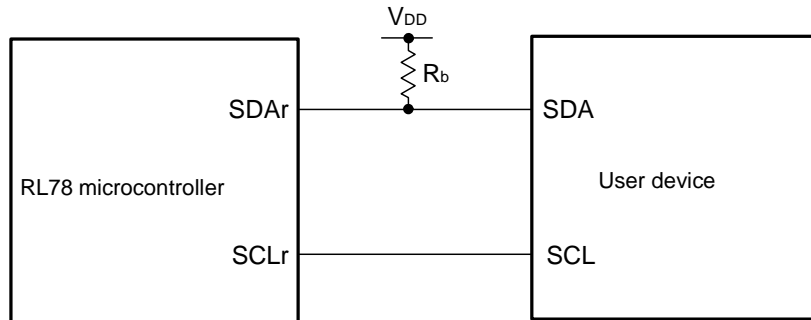 VDD
Rb
SDAr
SDA
RL78 microcontroller
User device
SCLr
SCL